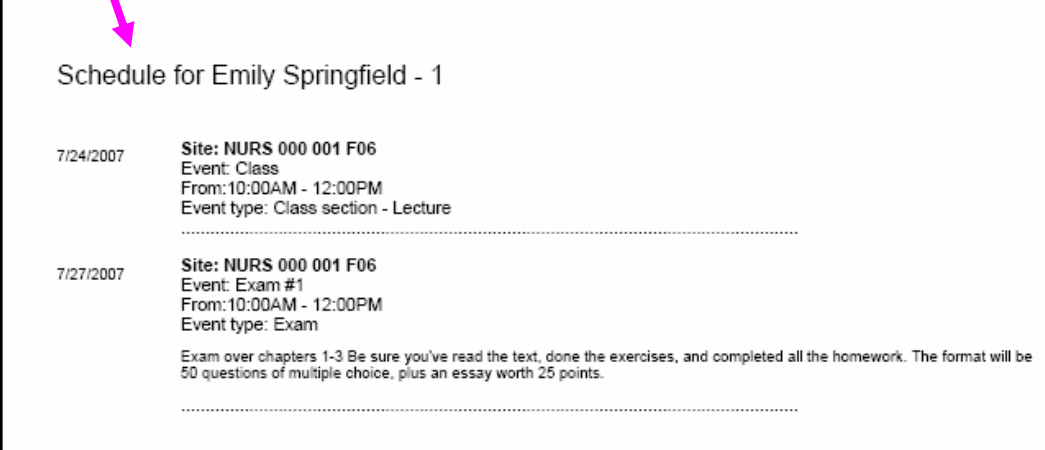 Schedule for Emily Springfield - 1
7/24/2007
Site: NURS 000 001 F06
Event: Class
From:10:00AM - 12:00PM
Event type: Class section - Lecture
7/27/2007
Site: NURS 000 001 F06
Event: Exam #1
From:10:00AM - 12:00PM
Event type: Exam
Exam over chapters 1-3 Be sure you've read the text, done the exercises, and completed all the homework. The format will be
50 questions of multiple choice, plus an essay worth 25 points.